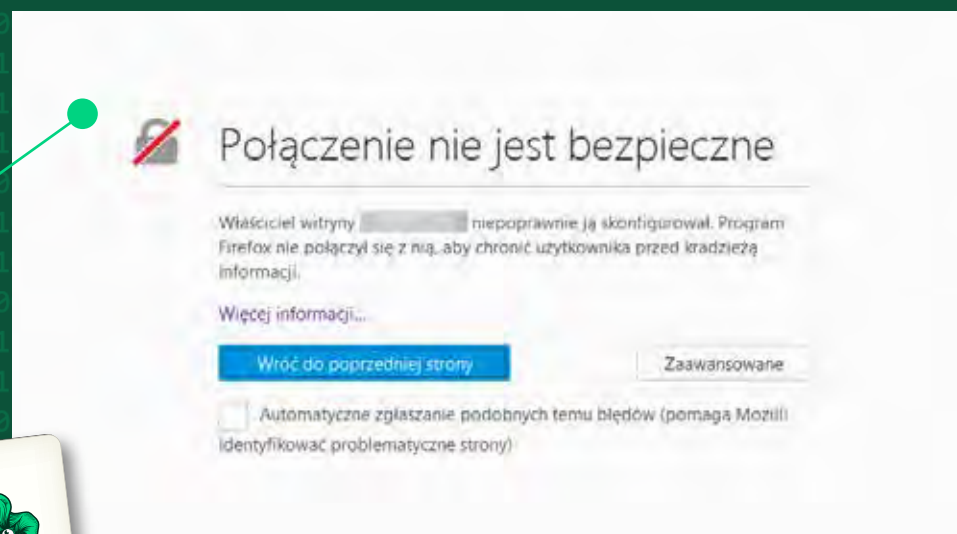 Połączenie nie jest bezpieczne
Właściciel witryny niepoprawnie ją skonfigurował. Program
Firefox nie połączył się z nią, aby chronić użytkownika przed kradzieżą
informacji.
Więcej informacji...
Wróć do poprzedniej strony
Zaawansowane
Automatyczne zgłaszanie podobnych temu błędów (pomaga Mozilli
identyfikować problematyczne strony)